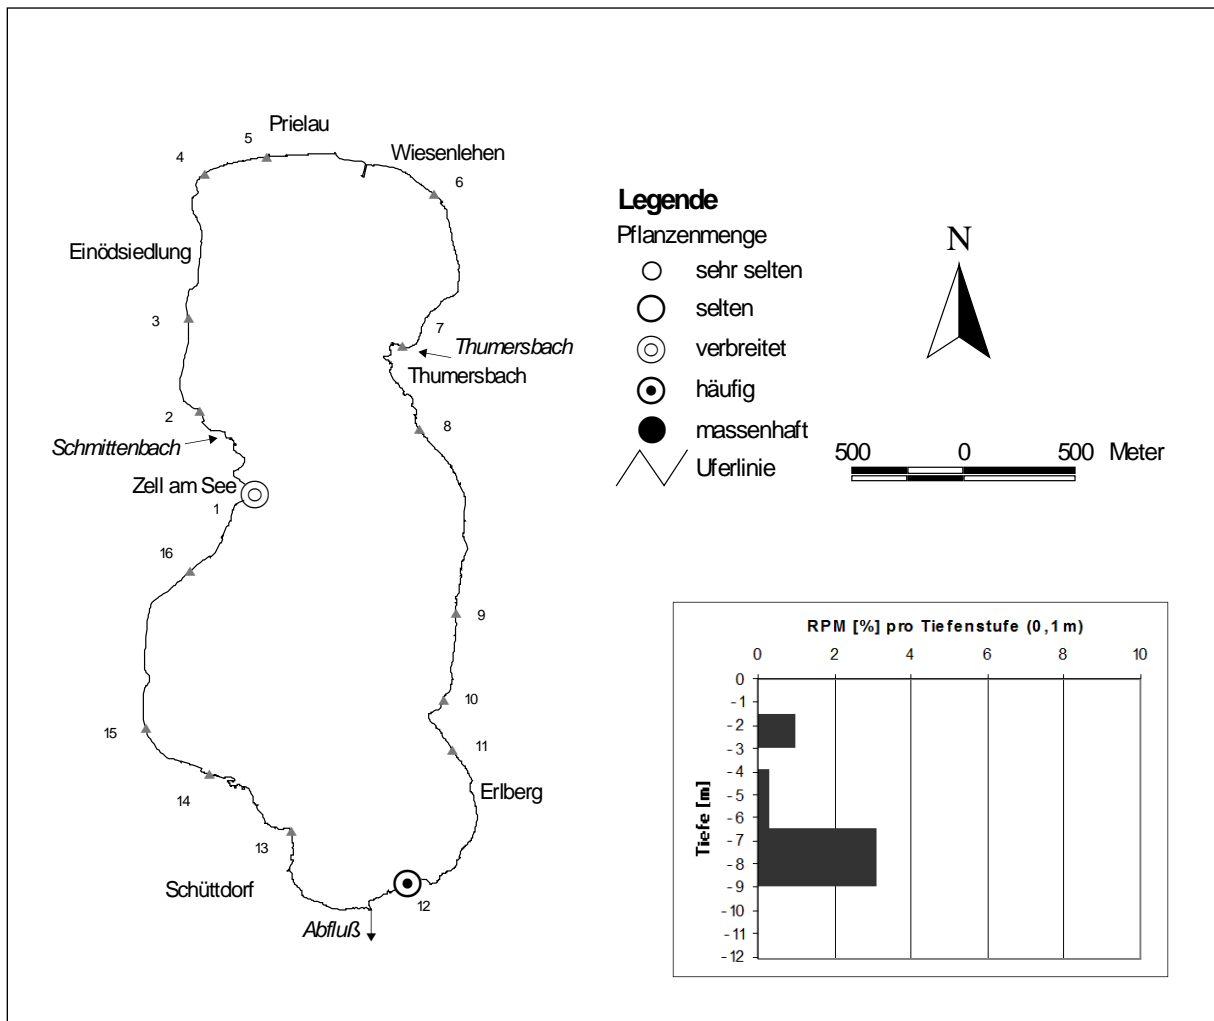 Prielau
5
4
Wiesenlehen
6
Einödsiedlung
3
7
Thumersbach
Thumersbach
2
8
Schmittenbach
Zell am See
1
16
9
10
15
11
14
Erlberg
13
Schüttdorf
12
Abfluß
Legende
Pflanzenmenge
sehr selten
selten
verbreitet
häufig
massenhaft
Uferlinie
N
500 0 500 Meter
RPM [%] pro Tiefenstufe (0,1 m)
0 2 4 6 8 10
Tiefe [m]
0
-1
-2
-3
-4
-5
-6
-7
-8
-9
-10
-11
-12